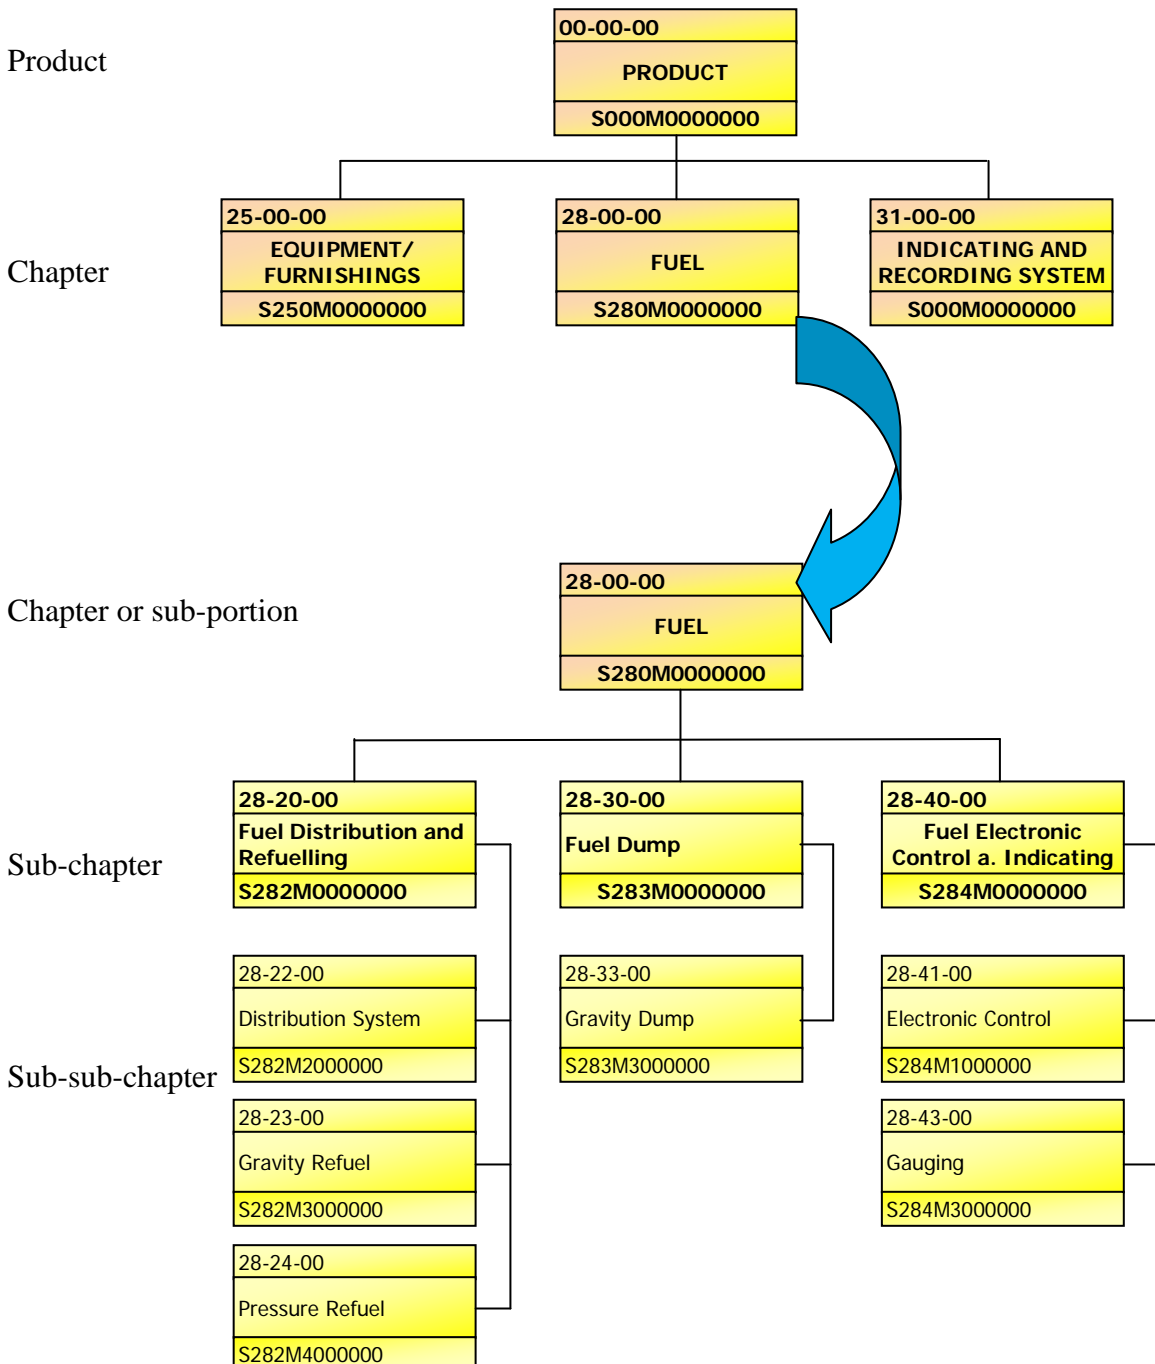 Product
00-00-00
PRODUCT
S000M0000000
Chapter
25-00-00
EQUIPMENT/
FURNISHINGS
S250M0000000
28-00-00
FUEL
S280M0000000
31-00-00
INDICATING AND
RECORDING SYSTEM
S000M0000000
Chapter or sub-portion
28-00-00
FUEL
S280M0000000
Sub-chapter
28-20-00
Fuel Distribution and
Refuelling
S282M0000000
28-30-00
Fuel Dump
S283M0000000
28-40-00
Fuel Electronic
Control a. Indicating
S284M0000000
Sub-sub-chapter
28-22-00
Distribution System
S282M2000000
28-33-00
Gravity Dump
S283M3000000
28-41-00
Electronic Control
S284M1000000
28-23-00
Gravity Refuel
S282M3000000
28-43-00
Gauging
S284M3000000
28-24-00
Pressure Refuel
S282M4000000